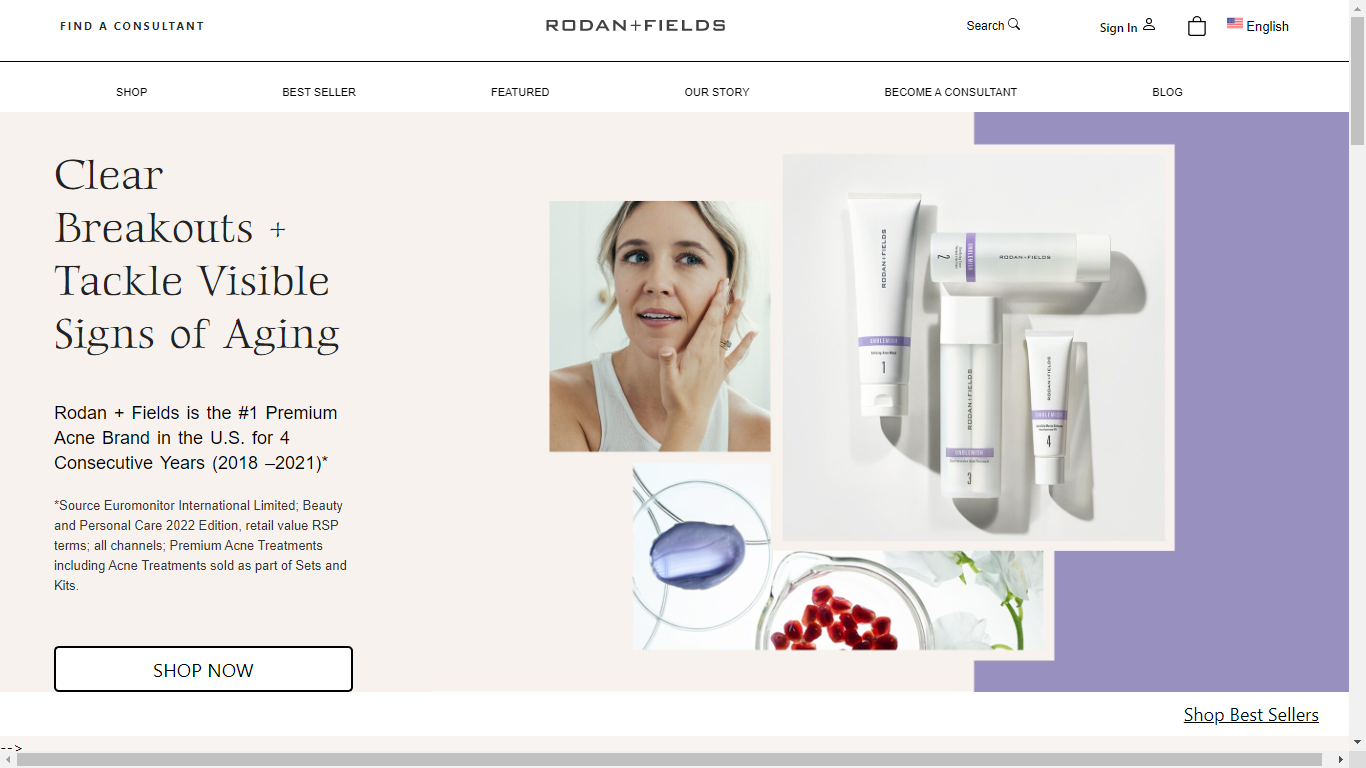 FIND A CONSULTANT
RODAN+FIELDS
Search
Sign In
English
SHOP
BEST SELLER
FEATURED
OUR STORY
BECOME A CONSULTANT
BLOG
Clear
Breakouts +
Tackle Visible
Signs of Aging
Rodan + Fields is the #1 Premium
Acne Brand in the U.S. for 4
Consecutive Years (2018 –2021)*
*Source Euromonitor International Limited; Beauty
and Personal Care 2022 Edition, retail value RSP
terms; all channels; Premium Acne Treatments
including Acne Treatments sold as part of Sets and
Kits.
SHOP NOW
RODAN+FIELDS
UNBLEMISH
1
2
UNBLEMISH
RODAN+FIELDS
RODAN+FIELDS
UNBLEMISH
3
RODAN+FIELDS
UNBLEMISH
4
Shop Best Sellers
-->